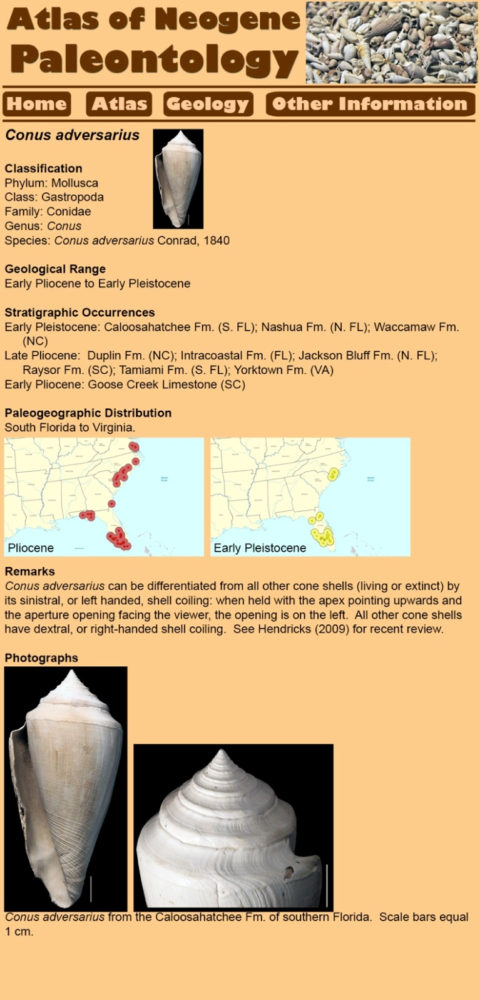 Atlas of Neogene
Paleontology
Home Atlas Geology Other Information
Conus adversarius
Classification
Phylum: Mollusca
Class: Gastropoda
Family: Conidae
Genus: Conus
Species: Conus adversarius Conrad, 1840
Geological Range
Early Pliocene to Early Pleistocene
Stratigraphic Occurrences
Early Pleistocene: Caloosahatchee Fm. (S. FL); Nashua Fm. (N. FL); Waccamaw Fm.
(NC)
Late Pliocene:  Duplin Fm. (NC); Intracoastal Fm. (FL); Jackson Bluff Fm. (N. FL);
Raysor Fm. (SC); Tamiami Fm. (S. FL); Yorktown Fm. (VA)
Early Pliocene: Goose Creek Limestone (SC)
Paleogeographic Distribution
South Florida to Virginia.
Pliocene
Early Pleistocene
Remarks
Conus adversarius can be differentiated from all other cone shells (living or extinct) by
its sinistral, or left handed, shell coiling: when held with the apex pointing upwards and
the aperture opening facing the viewer, the opening is on the left.  All other cone shells
have dextral, or right-handed shell coiling.  See Hendricks (2009) for recent review.
Photographs
Conus adversarius from the Caloosahatchee Fm. of southern Florida.  Scale bars equal
1 cm.